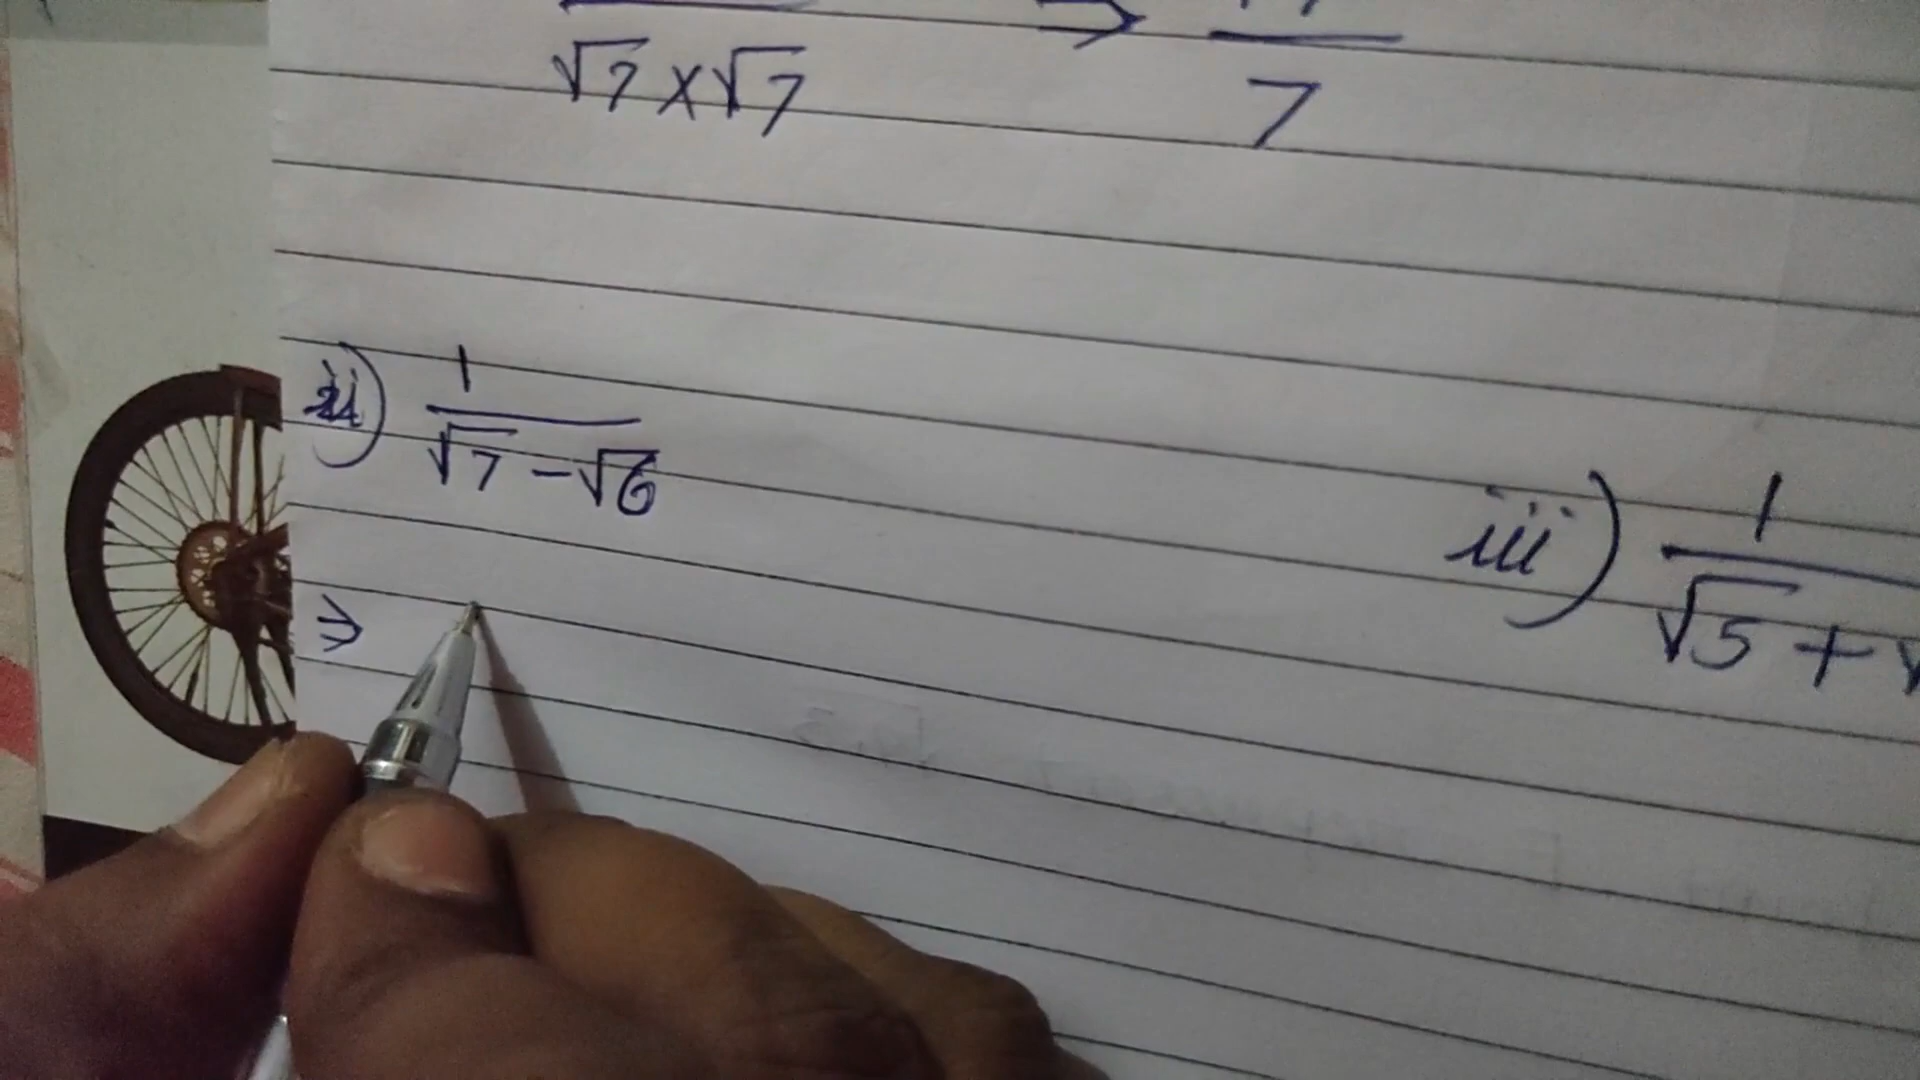 √7 x √7 ⇒ 7
ii) 1
√7 - √6
iii) 1
√5 +
⇒